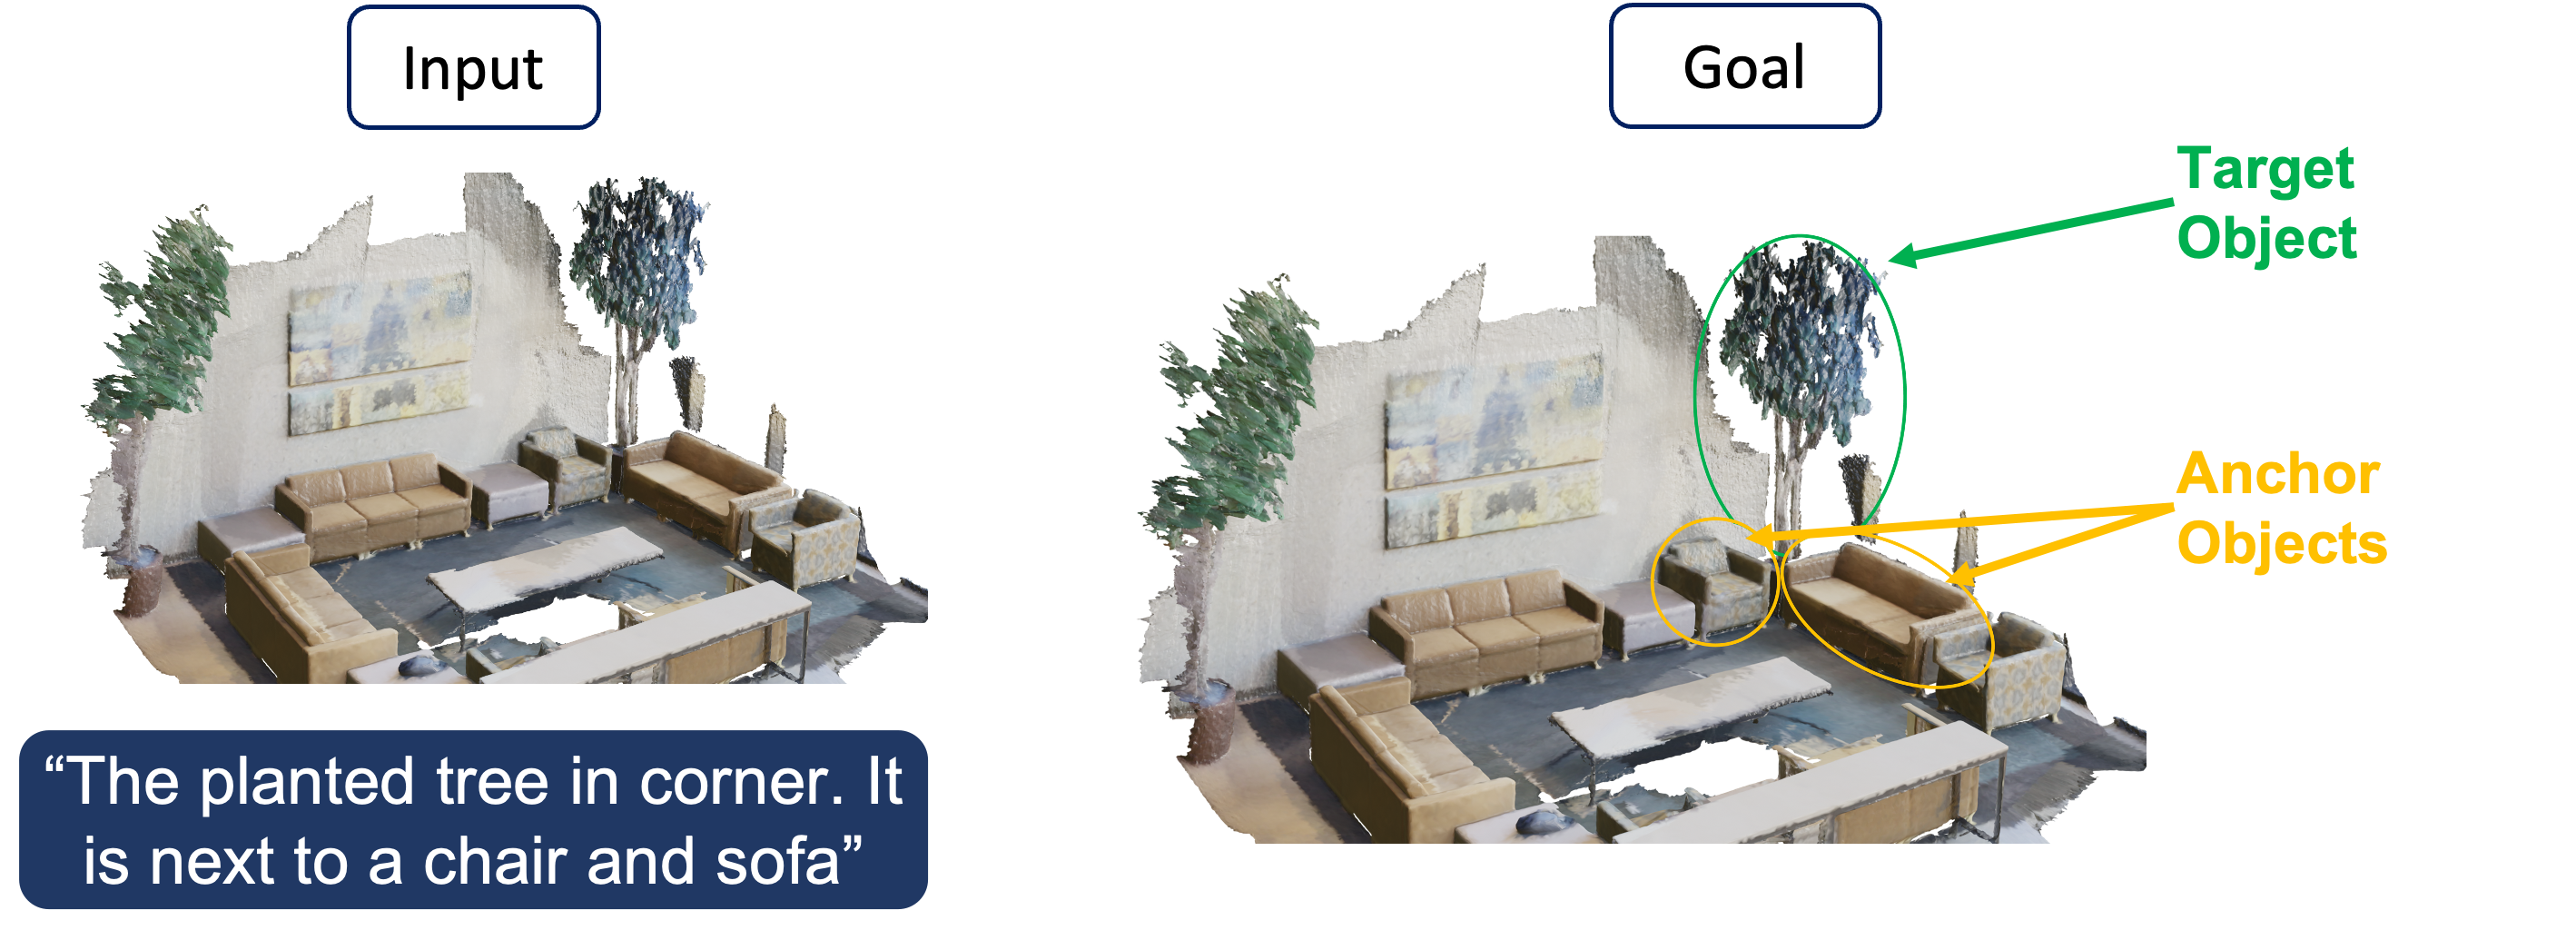 Input
Goal
Target
Object
Anchor
Objects
“The planted tree in corner. It
is next to a chair and sofa”